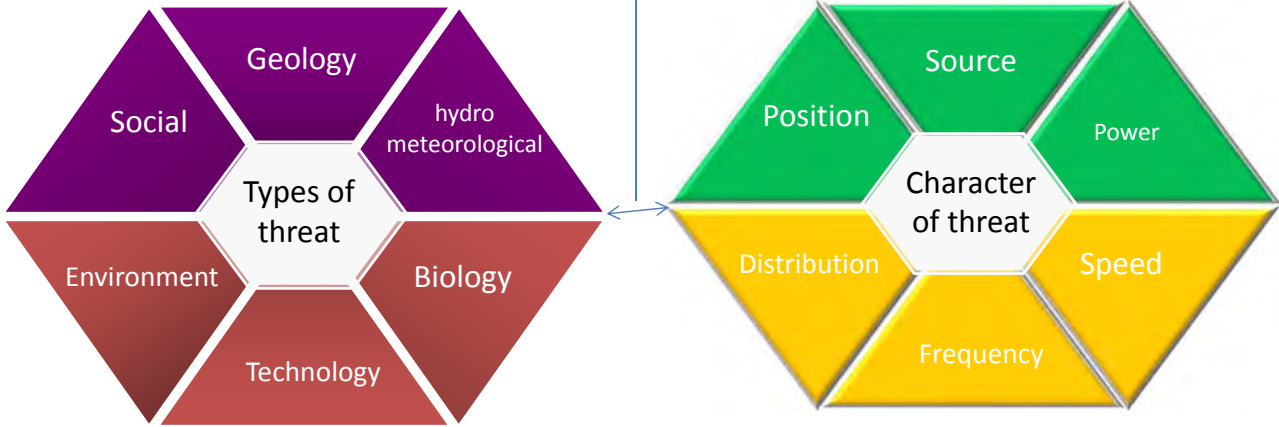 Geology
Social
hydro
meteorological
Types of
threat
Environment
Biology
Technology
Source
Position
Power
Character
of threat
Distribution
Speed
Frequency